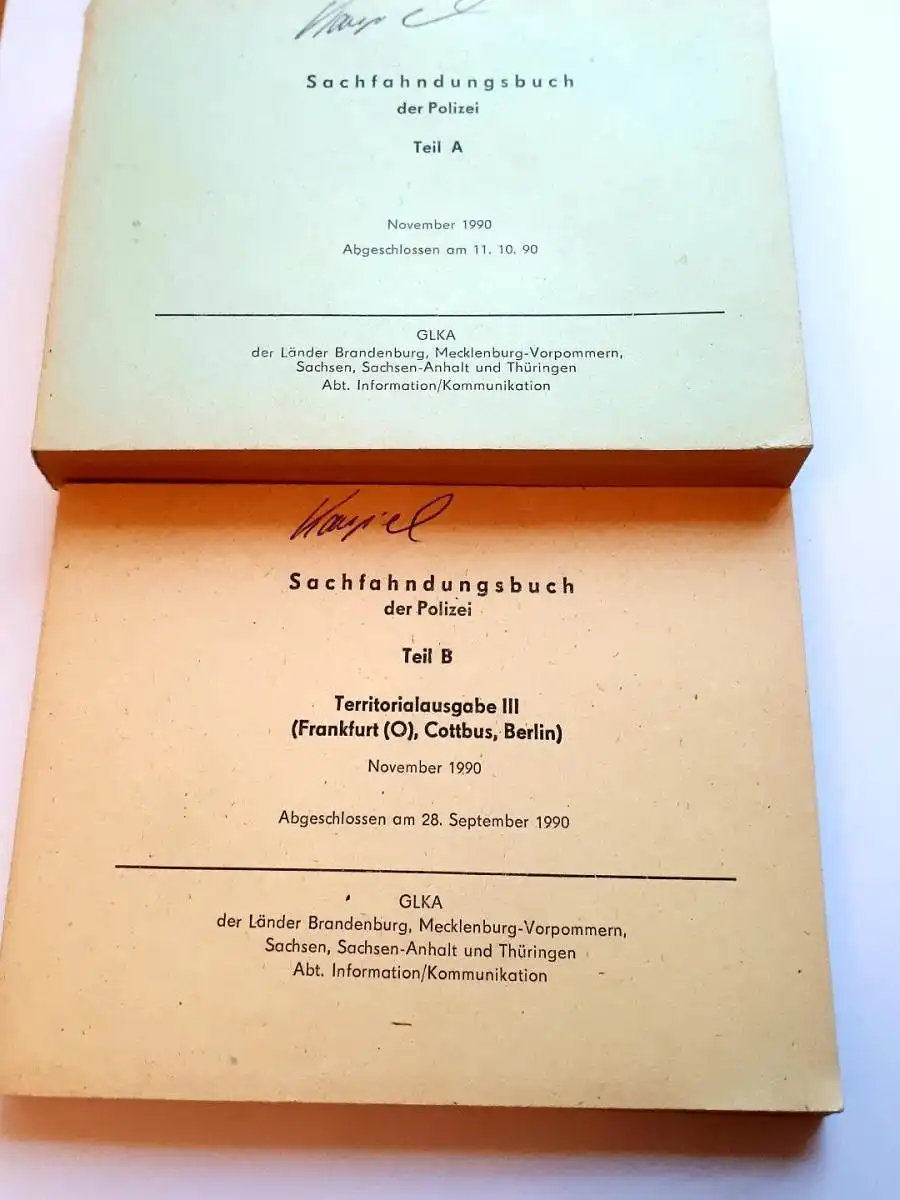 Sachfahndungsbuch
der Polizei
Teil A
November 1990
Abgeschlossen am 11. 10. 90
GLKA
der Länder Brandenburg, Mecklenburg-Vorpommern,
Sachsen, Sachsen-Anhalt und Thüringen
Abt. Information/Kommunikation
Sachfahndungsbuch
der Polizei
Teil B
Territorialausgabe III
(Frankfurt (O), Cottbus, Berlin)
November 1990
Abgeschlossen am 28. September 1990
GLKA
der Länder Brandenburg, Mecklenburg-Vorpommern,
Sachsen, Sachsen-Anhalt und Thüringen
Abt. Information/Kommunikation